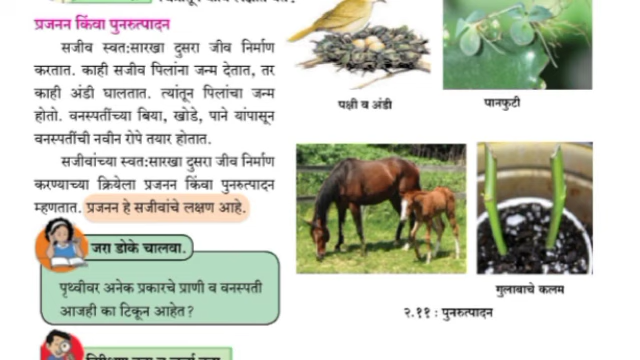 प्रजनन किंवा पुनरुत्पादन
सजीव स्वत:सारखा दुसरा जीव निर्माण
करतात. काही सजीव पिलांना जन्म देतात, तर
काही अंडी घालतात. त्यांतून पिलांचा जन्म
होतो. वनस्पतींच्या बिया, खोडे, पाने यांपासून
वनस्पतींची नवीन रोपे तयार होतात.
सजीवांच्या स्वत:सारखा दुसरा जीव निर्माण
करण्याच्या क्रियेला प्रजनन किंवा पुनरुत्पादन
म्हणतात. प्रजनन हे सजीवांचे लक्षण आहे.
जरा डोके चालवा.
पृथ्वीवर अनेक प्रकारचे प्राणी व वनस्पती
आजही का टिकून आहेत?
पक्षी व अंडी
पानफुटी
गुलाबाचे कलम
२.११ : पुनरुत्पादन